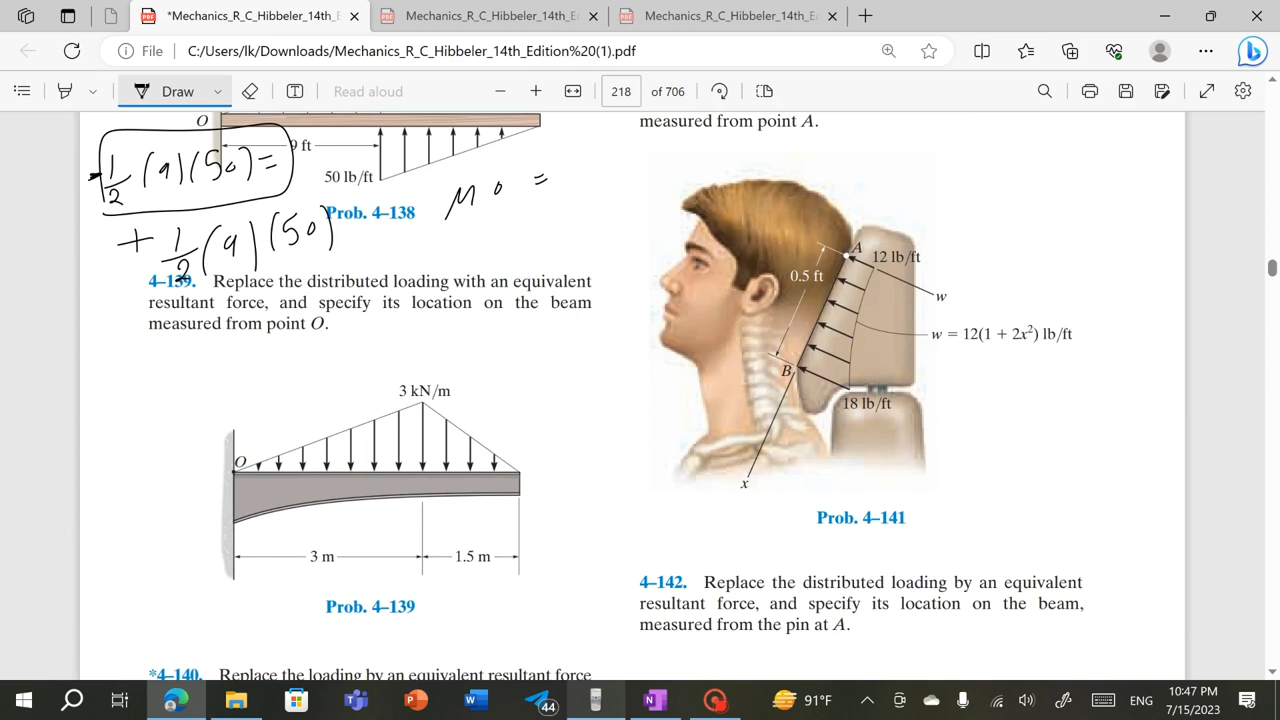 *Mechanics_R_C_Hibbeler_14th_E
Mechanics_R_C_Hibbeler_14th_Ed
Mechanics_R_C_Hibbeler_14th_Ed
File
C:/Users/lk/Downloads/Mechanics_R_C_Hibbeler_14th_Edition%20(1).pdf
Draw
Read aloud
218 of 706
O
9 ft
50 lb/ft
Prob. 4–138
-1/2 (9)(50) =
+ 1/2 (9)(50)
M o =
4–139. Replace the distributed loading with an equivalent
resultant force, and specify its location on the beam
measured from point O.
3 kN/m
O
3 m
1.5 m
Prob. 4–139
*4–140. Replace the loading by an equivalent resultant force
measured from point A.
A
12 lb/ft
0.5 ft
w
w = 12(1 + 2x²) lb/ft
B
18 lb/ft
x
Prob. 4–141
4–142. Replace the distributed loading by an equivalent
resultant force, and specify its location on the beam,
measured from the pin at A.
44
91°F
ENG
10:47 PM
7/15/2023